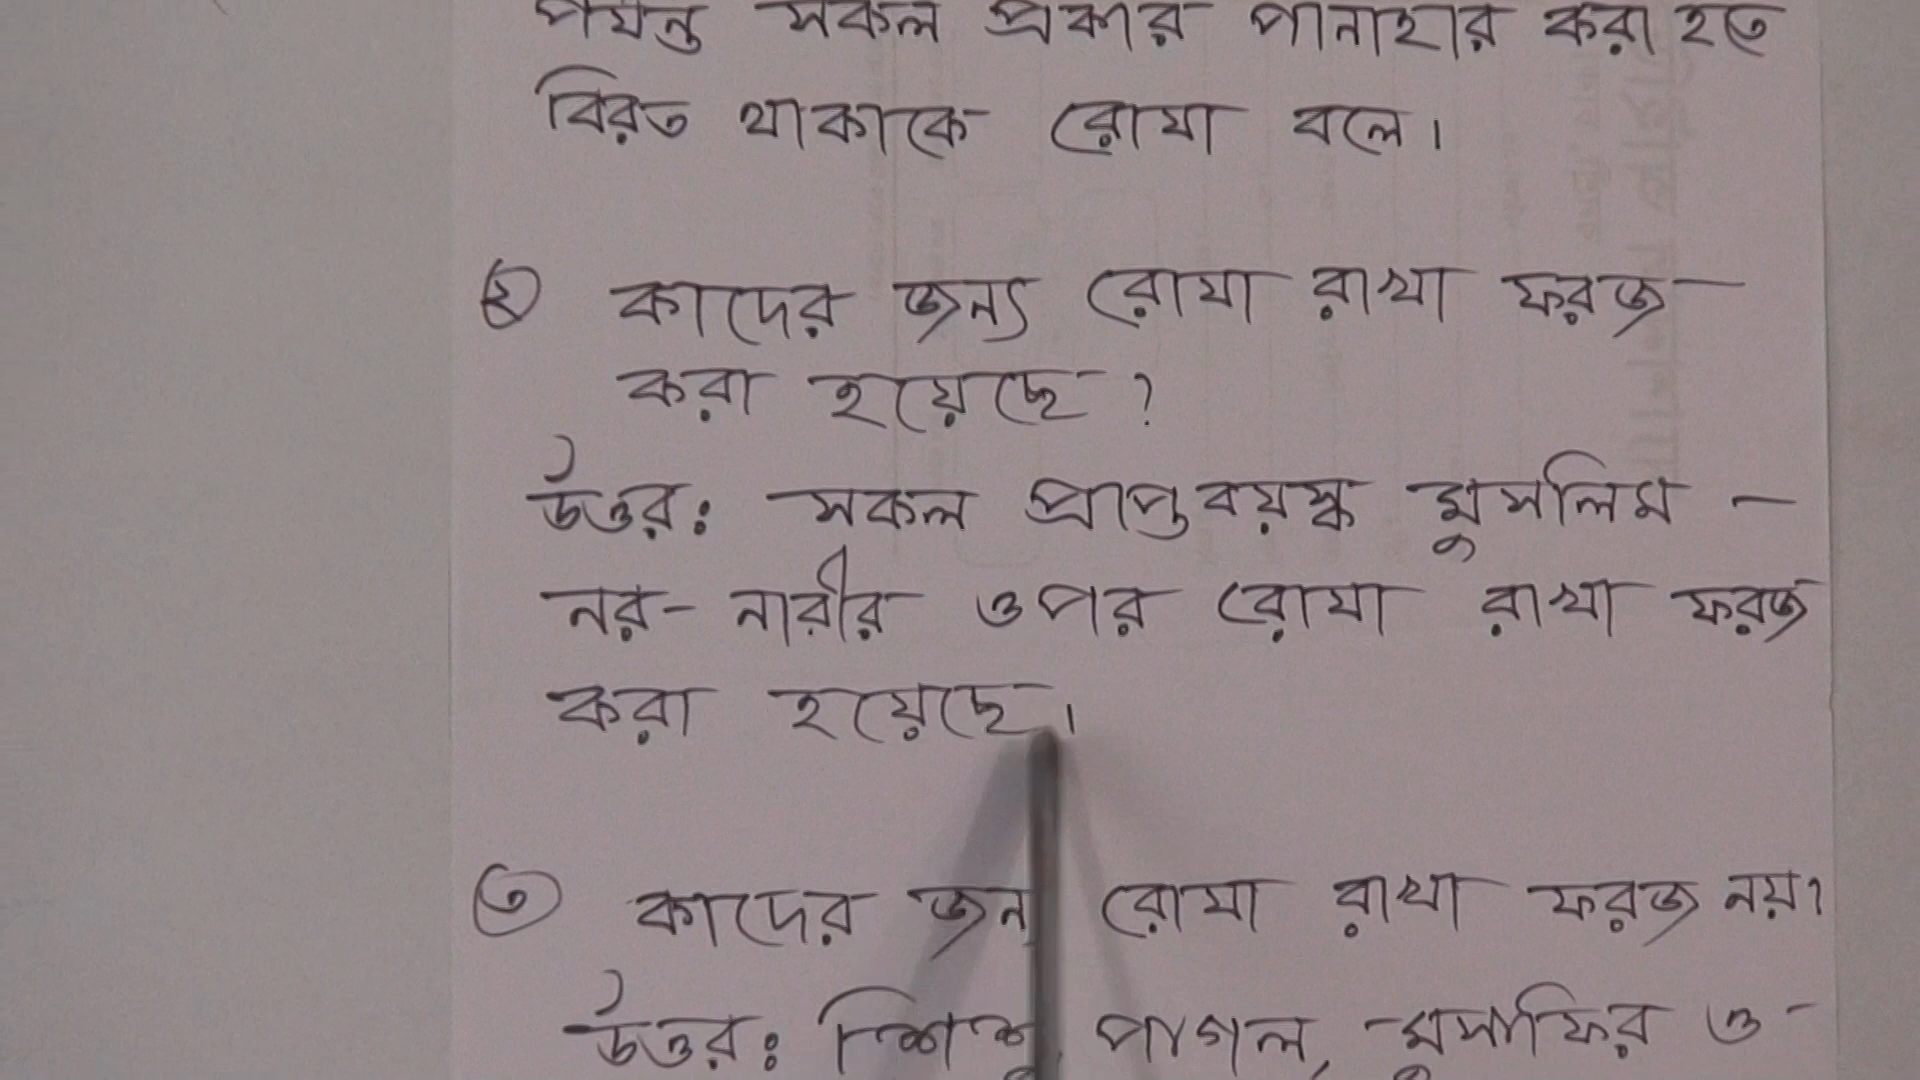 পর্যন্ত সকল প্রকার পানাহার করা হতে
বিরত থাকাকে রোযা বলে।
২ কাদের জন্য রোযা রাখা ফরজ
করা হয়েছে ?
উত্তরঃ সকল প্রাপ্তবয়স্ক মুসলিম -
নর - নারীর ওপর রোযা রাখা ফরজ
করা হয়েছে।
৩ কাদের জন্য রোযা রাখা ফরজ নয়?
উত্তরঃ শিশু, পাগল, মুসাফির ও -